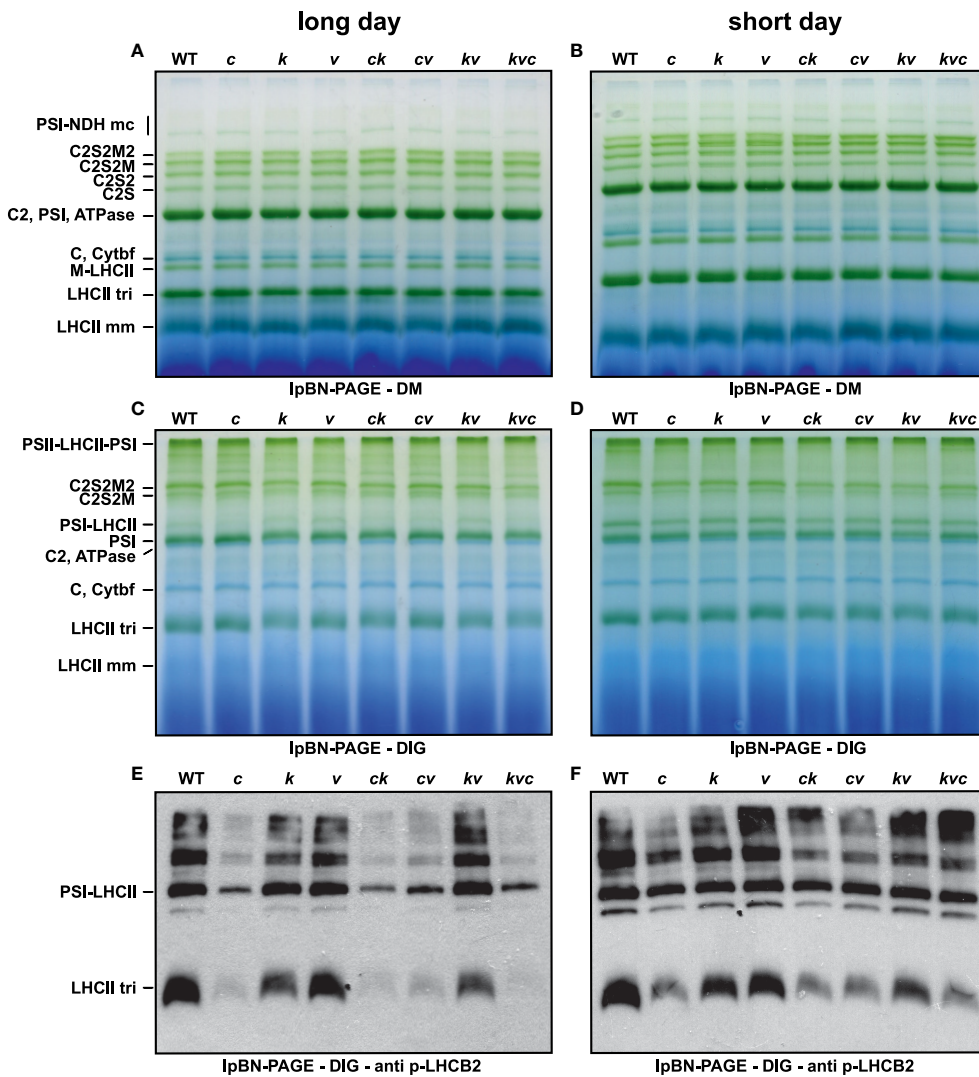 long day
short day
A
WT c k v ck cv kv kvc
B
WT c k v ck cv kv kvc
PSI-NDH mc
C2S2M2
C2S2M
C2S2
C2S
C2, PSI, ATPase
C, Cytbf
M-LHCII
LHCII tri
LHCII mm
lpBN-PAGE - DM
lpBN-PAGE - DM
C
WT c k v ck cv kv kvc
D
WT c k v ck cv kv kvc
PSII-LHCII-PSI
C2S2M2
C2S2M
PSI-LHCII
PSI
C2, ATPase
C, Cytbf
LHCII tri
LHCII mm
lpBN-PAGE - DIG
lpBN-PAGE - DIG
E
WT c k v ck cv kv kvc
F
WT c k v ck cv kv kvc
PSI-LHCII
LHCII tri
lpBN-PAGE - DIG - anti p-LHCB2
lpBN-PAGE - DIG - anti p-LHCB2